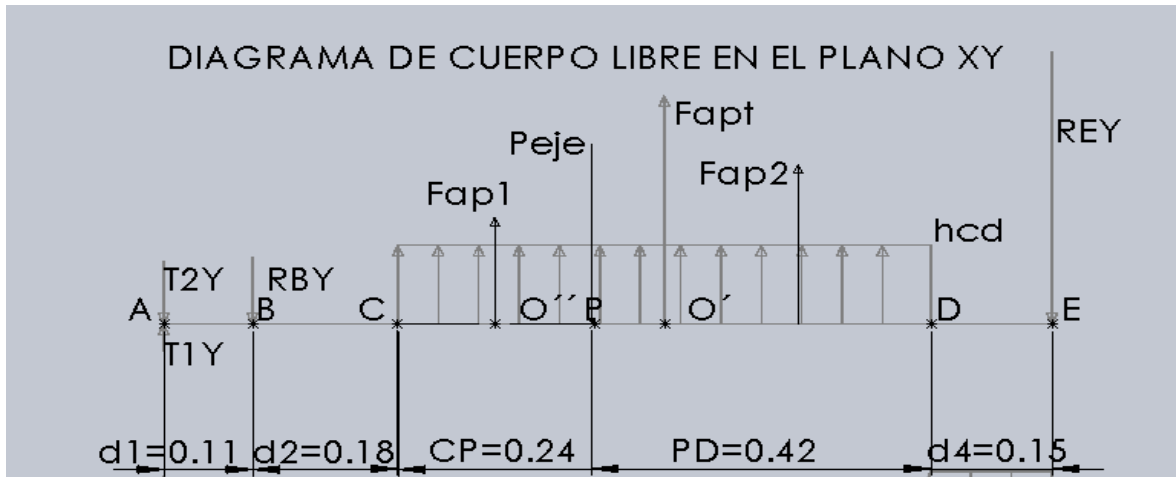 DIAGRAMA DE CUERPO LIBRE EN EL PLANO XY
Fapt
REY
Peje
Fap2
Fap1
hcd
T2Y
RBY
A
B
C
O´´
P
O´
D
E
T1Y
d1=0.11
d2=0.18
CP=0.24
PD=0.42
d4=0.15